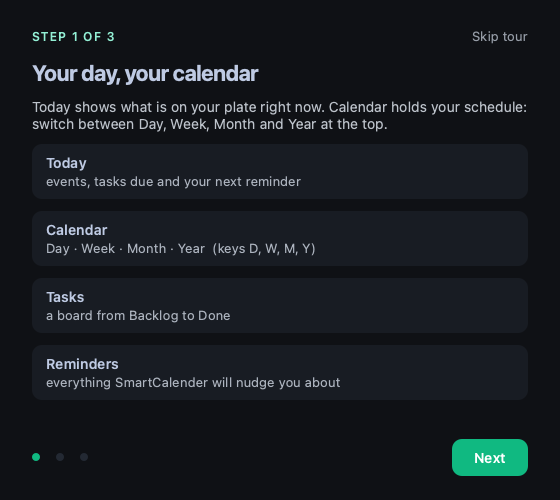 STEP 1 OF 3
Skip tour
Your day, your calendar
Today shows what is on your plate right now. Calendar holds your schedule:
switch between Day, Week, Month and Year at the top.
Today
events, tasks due and your next reminder
Calendar
Day · Week · Month · Year (keys D, W, M, Y)
Tasks
a board from Backlog to Done
Reminders
everything SmartCalender will nudge you about
Next